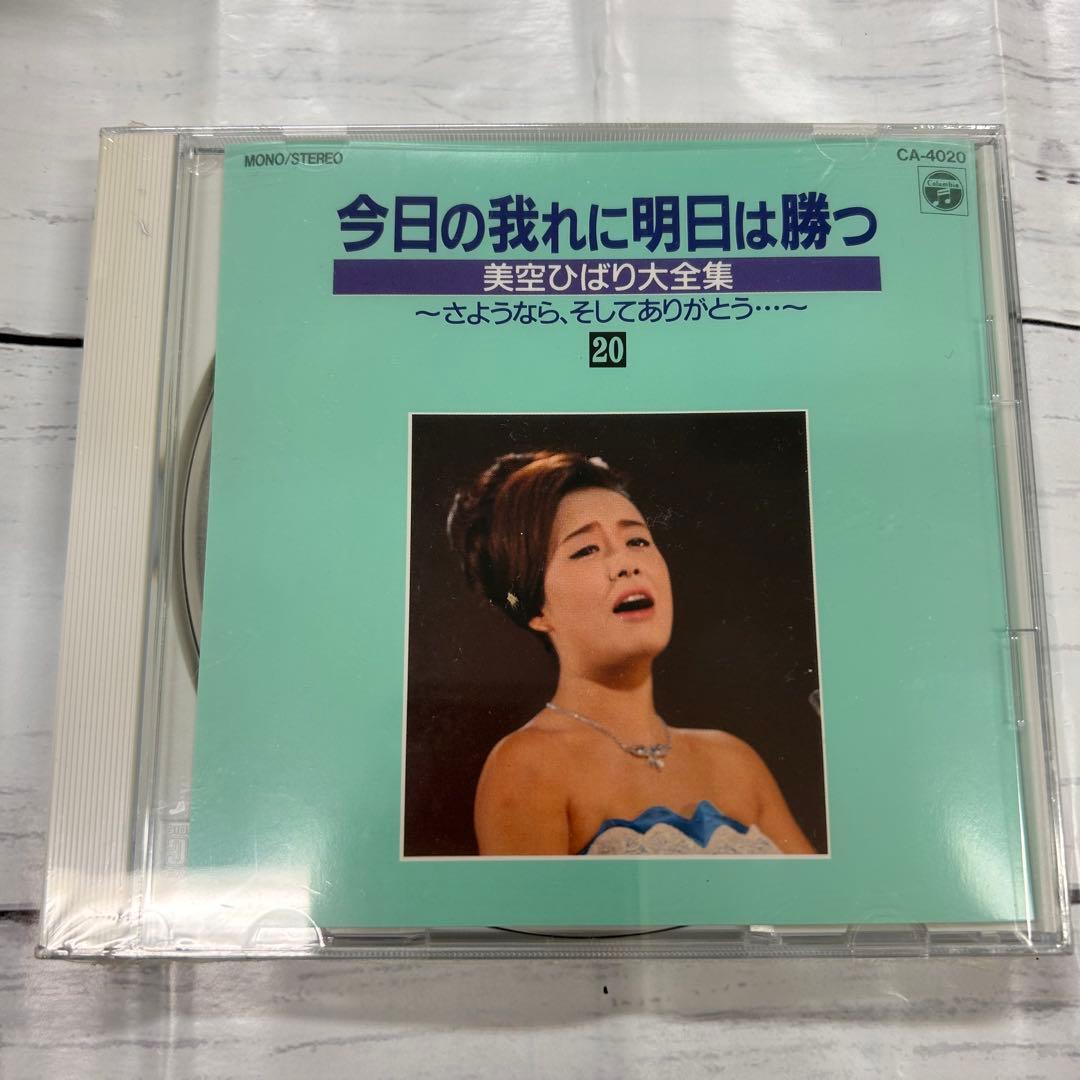 MONO/STEREO
CA-4020
Columbia
今日の我れに明日は勝つ
美空ひばり大全集
〜さようなら、そしてありがとう…〜
20